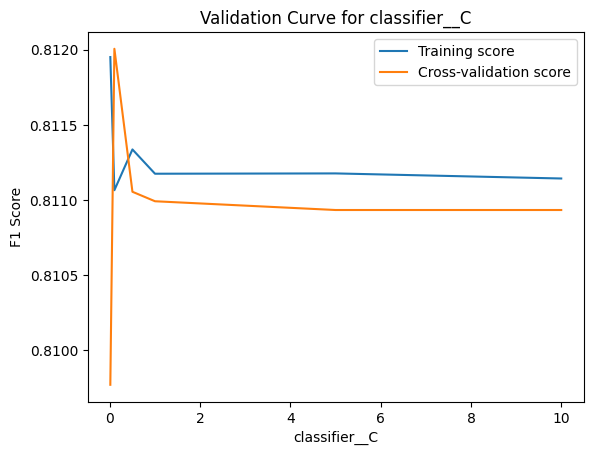 Validation Curve for classifier__C
Training score
Cross-validation score
F1 Score
0.8120
0.8115
0.8110
0.8105
0.8100
0 2 4 6 8 10
classifier__C